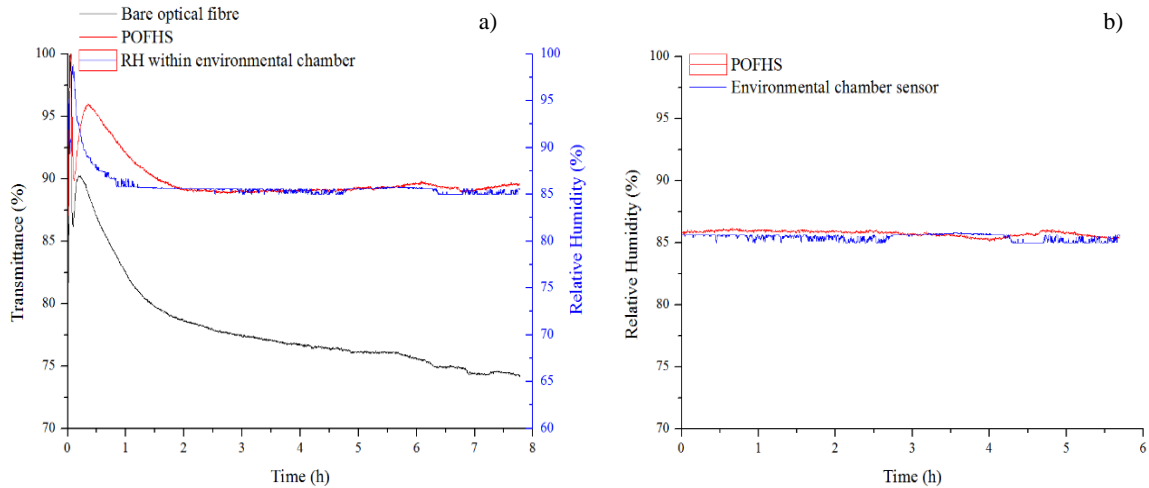 a)
Bare optical fibre
POFHS
RH within environmental chamber
Transmittance (%)
100
95
90
85
80
75
70
0 1 2 3 4 5 6 7 8
Time (h)
100
95
90
85
80
75
70
65
60
Relative Humidity (%)
b)
POFHS
Environmental chamber sensor
Relative Humidity (%)
100
95
90
85
80
75
70
0 1 2 3 4 5 6
Time (h)